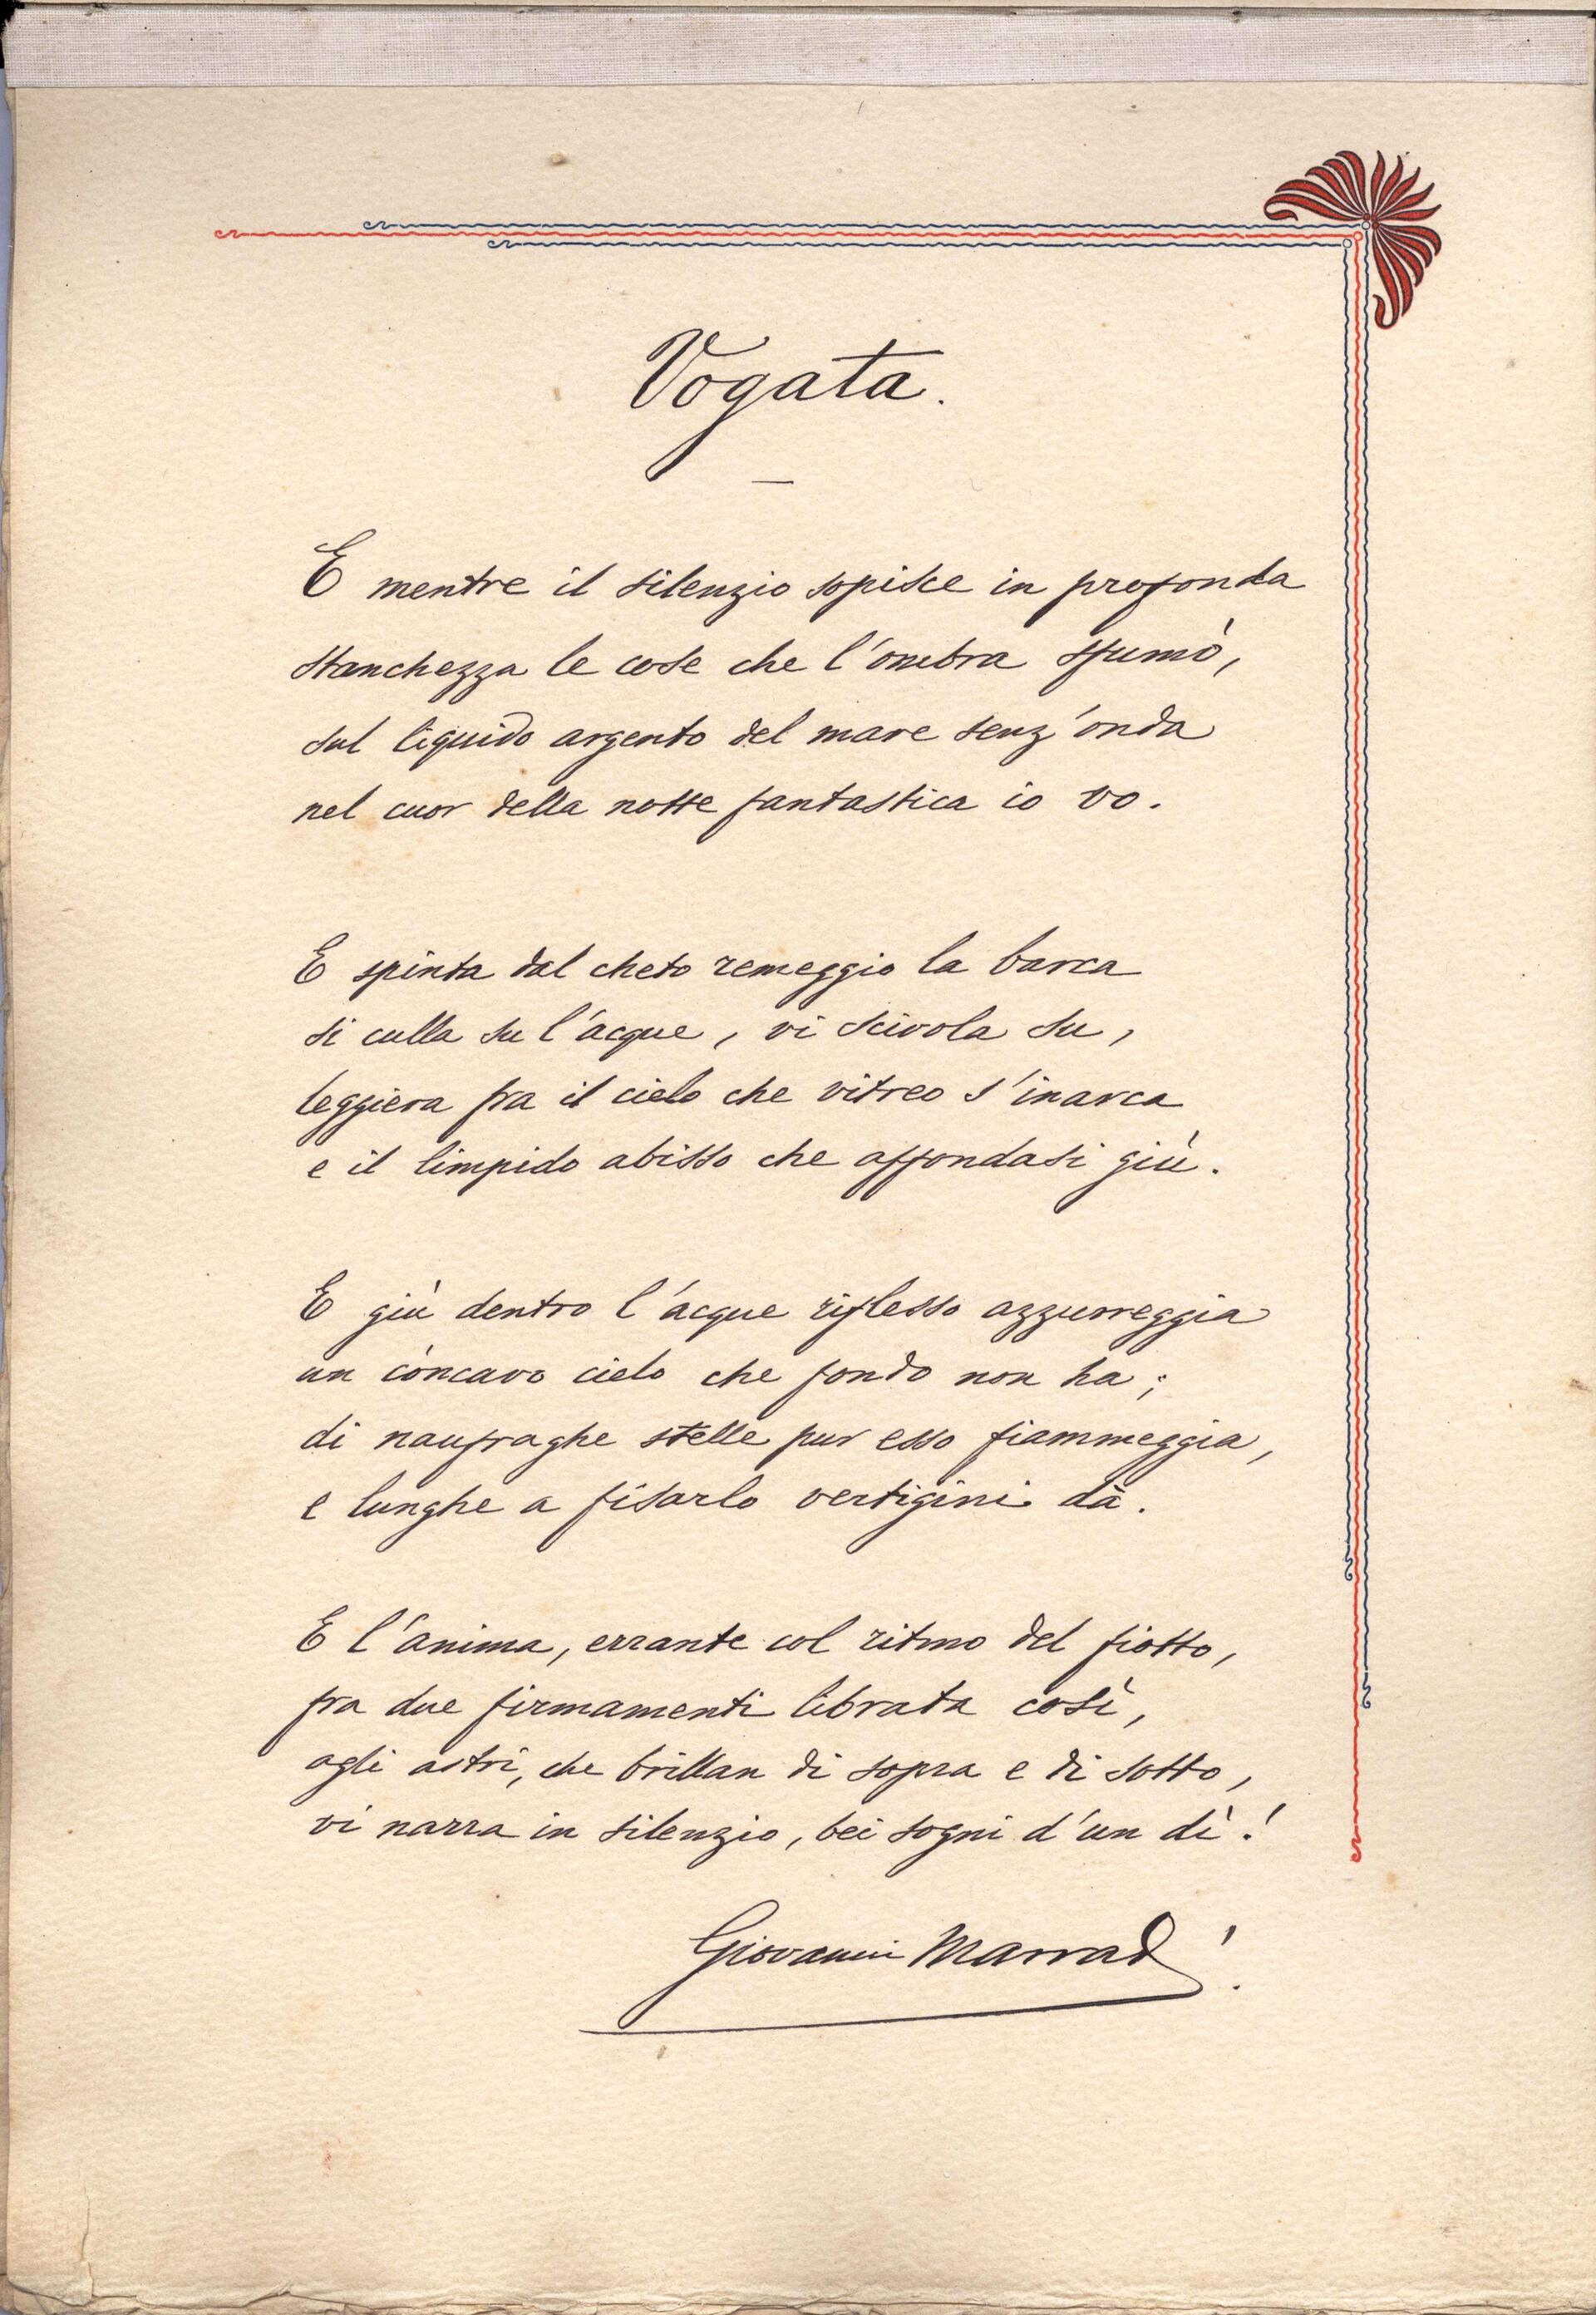 Vogata.
E mentre il silenzio sopisce in profonda
stanchezza le cose che l'ombra sfumò,
sul liquido argento del mare senz'onda
nel cuor della notte fantastica io vo.
E spinta dal cheto remeggio la barca
si culla su l'acque, vi scivola su,
leggiera fra il cielo che vitreo s'inarca
e il limpido abisso che affondasi giù.
E giù dentro l'acque riflesso azzurreggia
un còncavo cielo che fondo non ha;
di naufraghe stelle pur esso fiammeggia,
e lunghe a fisarlo vertigini dà.
E l'anima, errante col ritmo del fiotto,
fra due firmamenti librata così,
agli astri, che brillan di sopra e di sotto,
vi narra in silenzio, bei sogni d'un dì!
Giovanni Marradi.